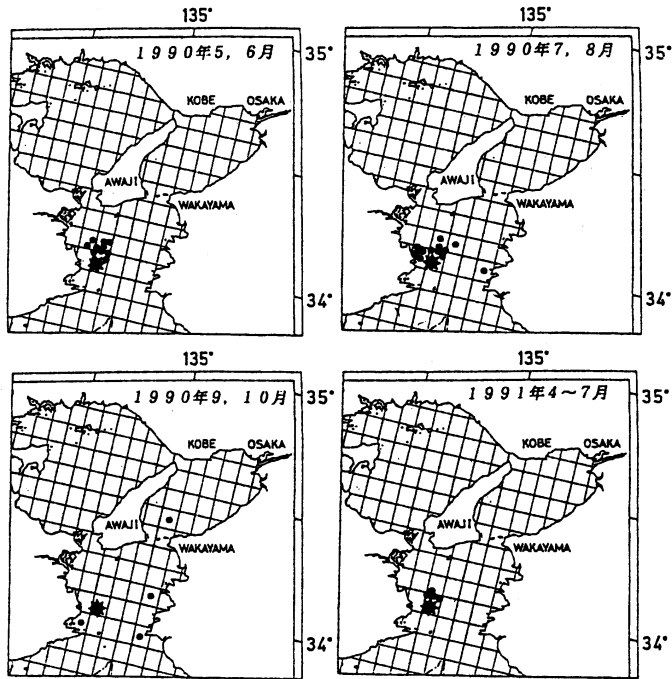 135°
135°
1990年5, 6月
35°
KOBE OSAKA
AWAJI
WAKAYAMA
34°
1990年7, 8月
35°
KOBE OSAKA
AWAJI
WAKAYAMA
34°
135°
135°
1990年9, 10月
35°
KOBE OSAKA
AWAJI
WAKAYAMA
34°
1991年4～7月
35°
KOBE OSAKA
AWAJI
WAKAYAMA
34°